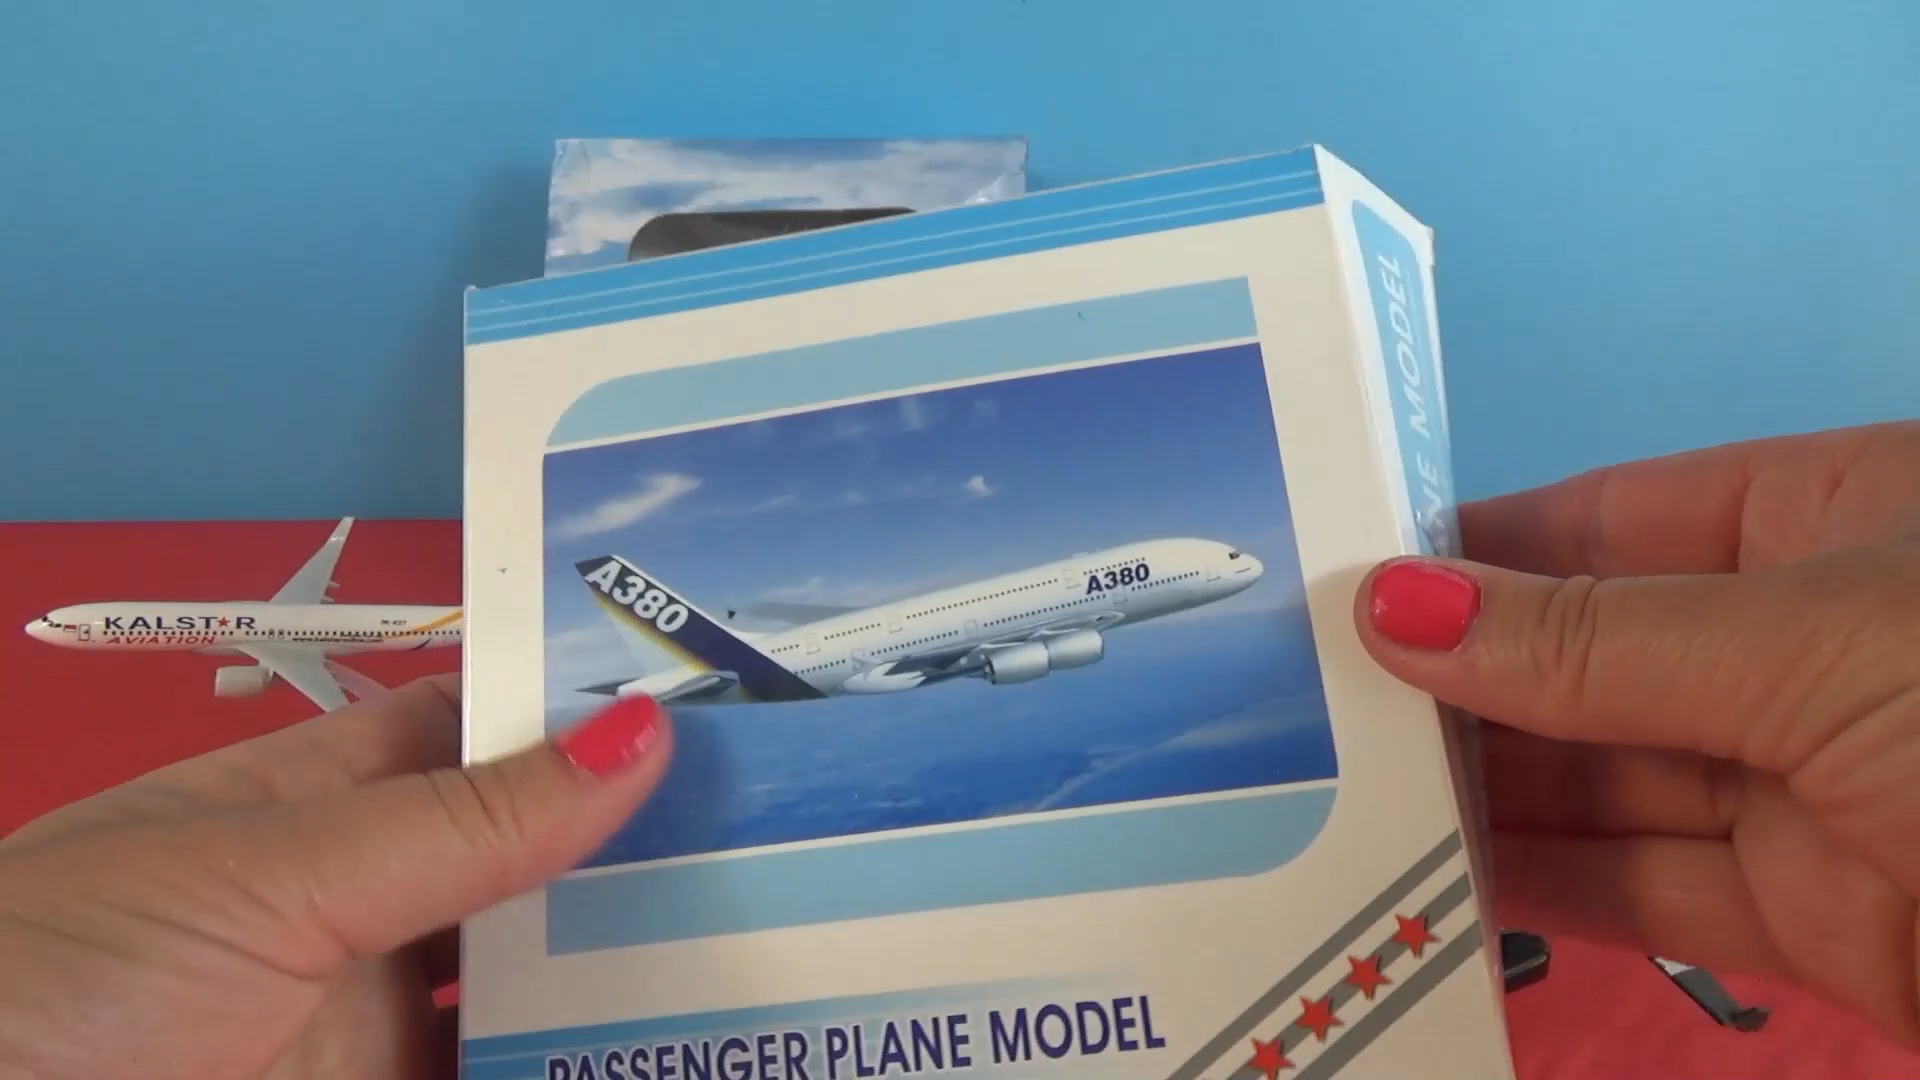 NE MODEL
A380
A380
KALSTAR
AVIATION
PASSENGER PLANE MODEL